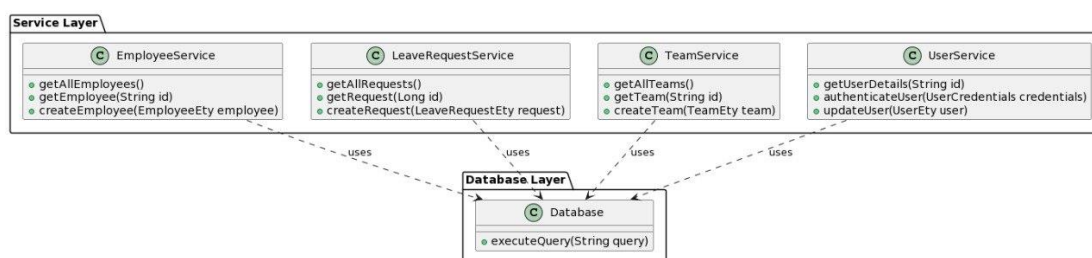 Service Layer
C EmployeeService
getAllEmployees()
getEmployee(String id)
createEmployee(EmployeeEty employee)
C LeaveRequestService
getAllRequests()
getRequest(Long id)
createRequest(LeaveRequestEty request)
C TeamService
getAllTeams()
getTeam(String id)
createTeam(TeamEty team)
C UserService
getUserDetails(String id)
authenticateUser(UserCredentials credentials)
updateUser(UserEty user)
uses
uses
uses
uses
Database Layer
C Database
executeQuery(String query)